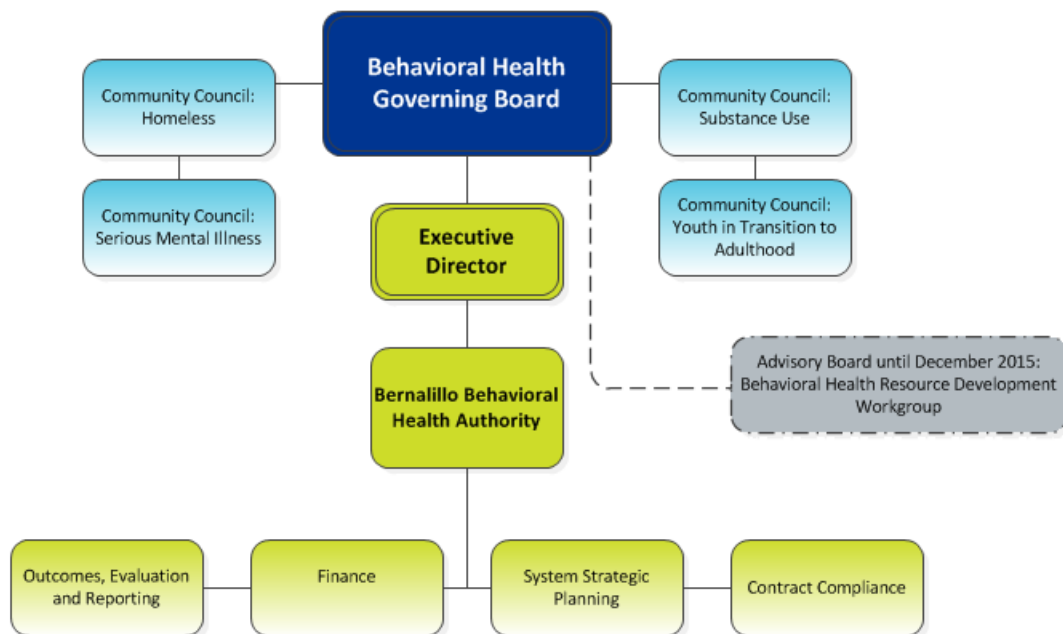 Behavioral Health
Governing Board
Community Council:
Homeless
Community Council:
Substance Use
Community Council:
Serious Mental Illness
Community Council:
Youth in Transition to
Adulthood
Executive
Director
Advisory Board until December 2015:
Behavioral Health Resource Development
Workgroup
Bernalillo Behavioral
Health Authority
Outcomes, Evaluation
and Reporting
Finance
System Strategic
Planning
Contract Compliance